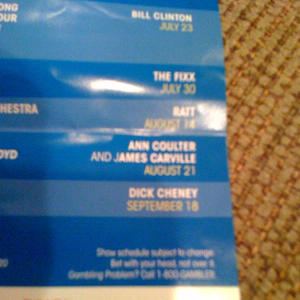 ONG
OUR
BILL CLINTON
JULY 23
THE FIXX
JULY 30
HESTRA
RATT
AUGUST 14
OYD
ANN COULTER
AND JAMES CARVILLE
AUGUST 21
DICK CHENEY
SEPTEMBER 18
Show schedule subject to change.
Bet with your head, not over it.
Gambling Problem? Call 1-800-GAMBLER.